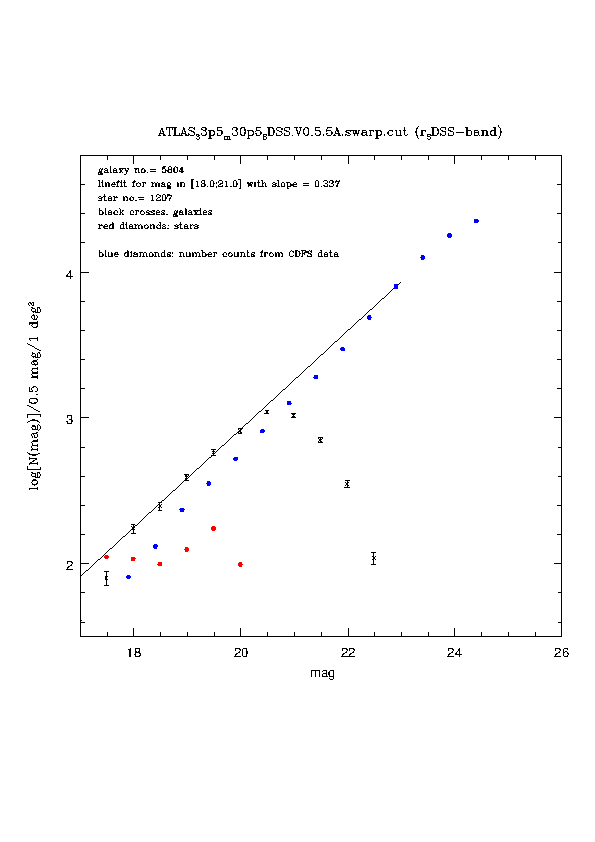 ATLAS_33p5_m30p5_SDSS.V0.5.5A.swarp.cut (r_SDSS-band)
galaxy no.= 5804
linefit for mag in [18.0;21.0] with slope = 0.337
star no.= 1207
black crosses: galaxies
red diamonds: stars
blue diamonds: number counts from CDFS data
log[N(mag)]/0.5 mag/1 deg²
4
3
2
18 20 22 24 26
mag